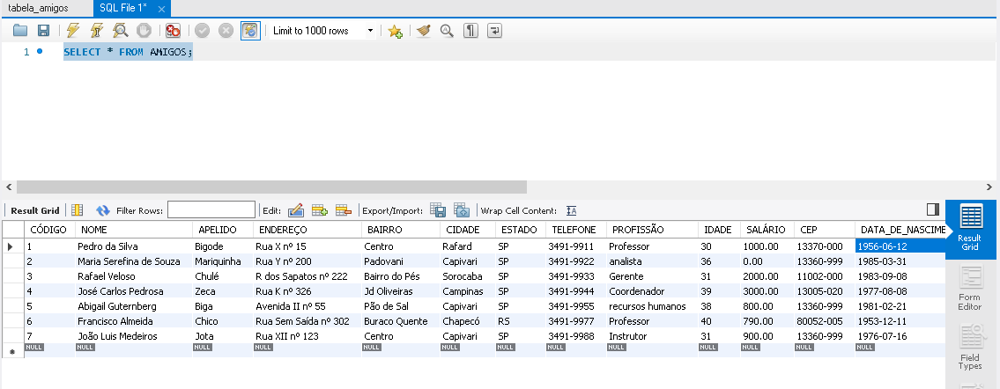 tabela_amigos SQL File 1* ×
Limit to 1000 rows
1 SELECT * FROM AMIGOS;
Result Grid Filter Rows: Edit: Export/Import: Wrap Cell Content: IA
CÓDIGO NOME APELIDO ENDEREÇO BAIRRO CIDADE ESTADO TELEFONE PROFISSÃO IDADE SALÁRIO CEP DATA_DE_NASCIME
1 Pedro da Silva Bigode Rua X nº 15 Centro Rafard SP 3491-9911 Professor 30 1000.00 13370-000 1956-06-12
2 Maria Serefina de Souza Mariquinha Rua Y nº 200 Padovani Capivari SP 3491-9922 analista 36 0.00 13360-999 1985-03-31
3 Rafael Veloso Chulé R dos Sapatos nº 222 Bairro do Pés Sorocaba SP 3491-9933 Gerente 31 2000.00 11002-000 1983-09-08
4 José Carlos Pedrosa Zeca Rua K nº 326 Jd Oliveiras Campinas SP 3491-9944 Coordenador 39 3000.00 13005-020 1977-08-08
5 Abigail Guternberg Biga Avenida II nº 55 Pão de Sal Capivari SP 3491-9955 recursos humanos 38 800.00 13360-999 1981-02-21
6 Francisco Almeida Chico Rua Sem Saída nº 302 Buraco Quente Chapecó RS 3491-9977 Professor 40 790.00 80052-005 1953-12-11
7 João Luis Medeiros Jota Rua XII nº 123 Centro Capivari SP 3491-9988 Instrutor 31 900.00 13360-999 1976-07-16
NULL NULL NULL NULL NULL NULL NULL NULL NULL NULL NULL NULL NULL
Result
Grid
Form
Editor
Field
Types